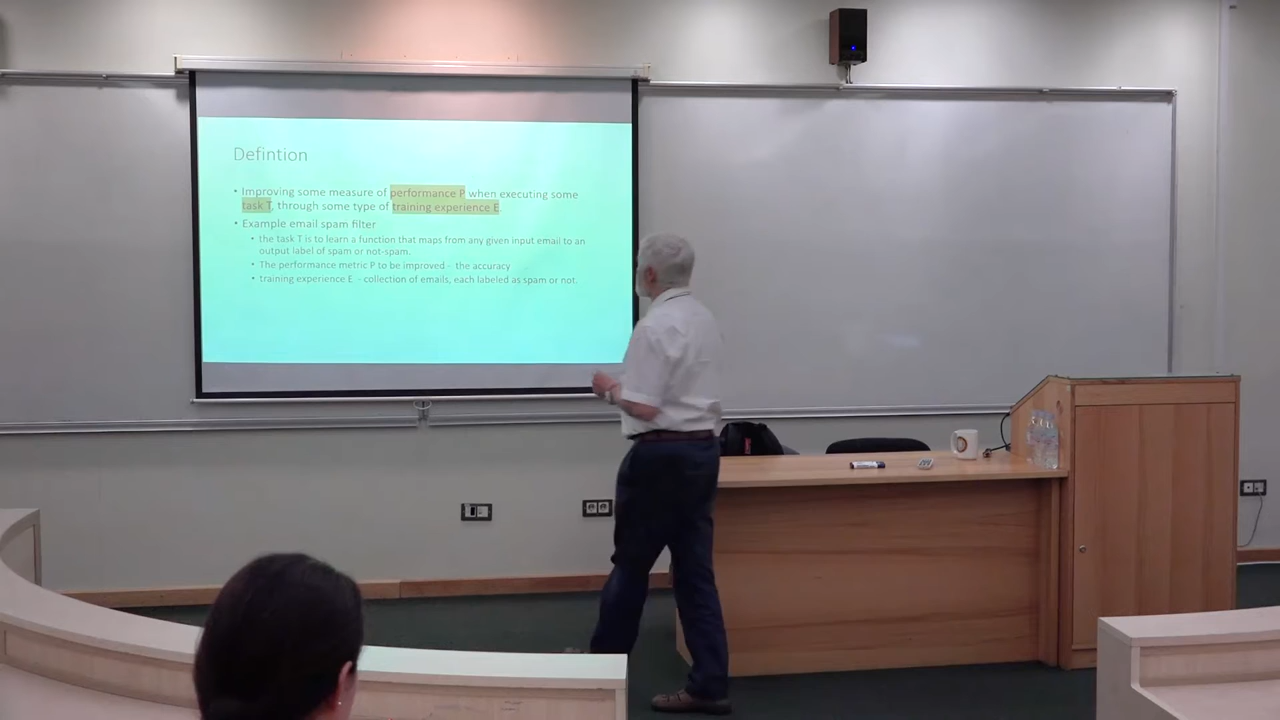 Defintion
• Improving some measure of performance P when executing some
task T, through some type of training experience E.
• Example email spam filter
• the task T is to learn a function that maps from any given input email to an
output label of spam or not-spam.
• The performance metric P to be improved - the accuracy
• training experience E. - collection of emails, each labeled as spam or not.